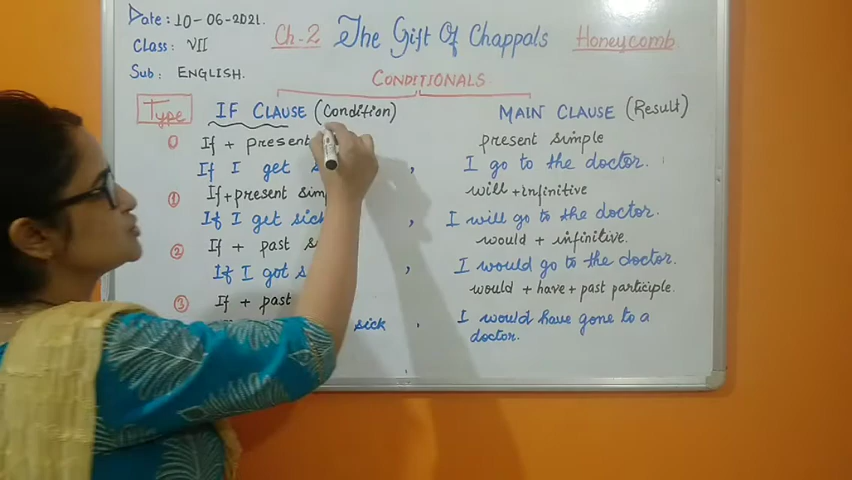 Date: 10-06-2021.
Ch-2 The Gift Of Chappals Honeycomb
Class: VII
Sub: ENGLISH.
CONDITIONALS
Type IF CLAUSE (Condition) MAIN CLAUSE (Result)
0 If + present present simple
If I get , I go to the doctor.
1 If + present will + infinitive
If I get sick , I will go to the doctor.
2 If + past would + infinitive.
If I got , I would go to the doctor.
3 If + past would + have + past participle.
sick . I would have gone to a
doctor.